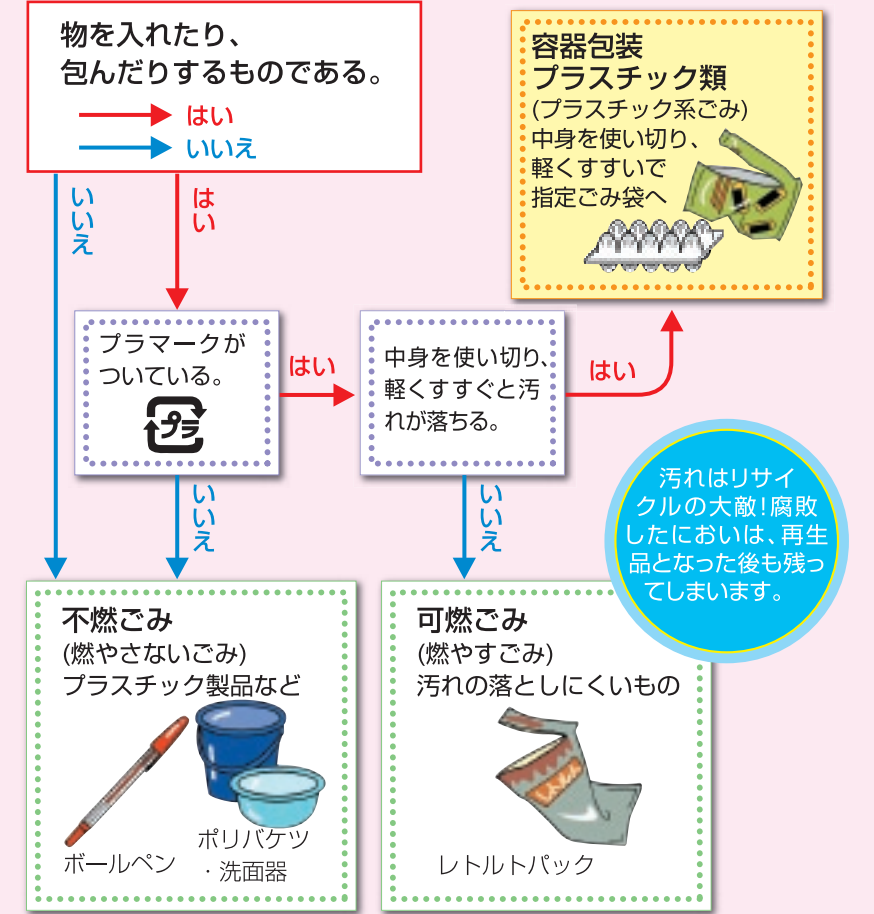 物を入れたり、
包んだりするものである。
はい
いいえ
いいえ
はい
容器包装
プラスチック類
(プラスチック系ごみ)
中身を使い切り、
軽くすすいで
指定ごみ袋へ
プラマークが
ついている。
プラ
はい
中身を使い切り、
軽くすすぐと汚
れが落ちる。
はい
いいえ
いいえ
汚れはリサイ
クルの大敵!腐敗
したにおいは、再生
品となった後も残っ
てしまいます。
不燃ごみ
(燃やさないごみ)
プラスチック製品など
ボールペン
ポリバケツ
・洗面器
可燃ごみ
(燃やすごみ)
汚れの落としにくいもの
レトルトパック